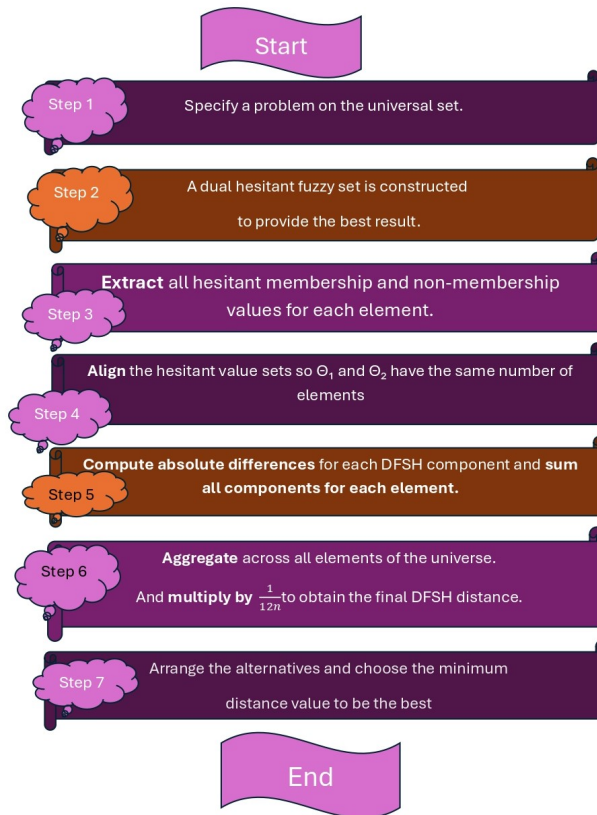 Start
Step 1
Specify a problem on the universal set.
Step 2
A dual hesitant fuzzy set is constructed
to provide the best result.
Step 3
Extract all hesitant membership and non-membership
values for each element.
Step 4
Align the hesitant value sets so Θ₁ and Θ₂ have the same number of
elements
Step 5
Compute absolute differences for each DFSH component and sum
all components for each element.
Step 6
Aggregate across all elements of the universe.
And multiply by 1/12n to obtain the final DFSH distance.
Step 7
Arrange the alternatives and choose the minimum
distance value to be the best
End